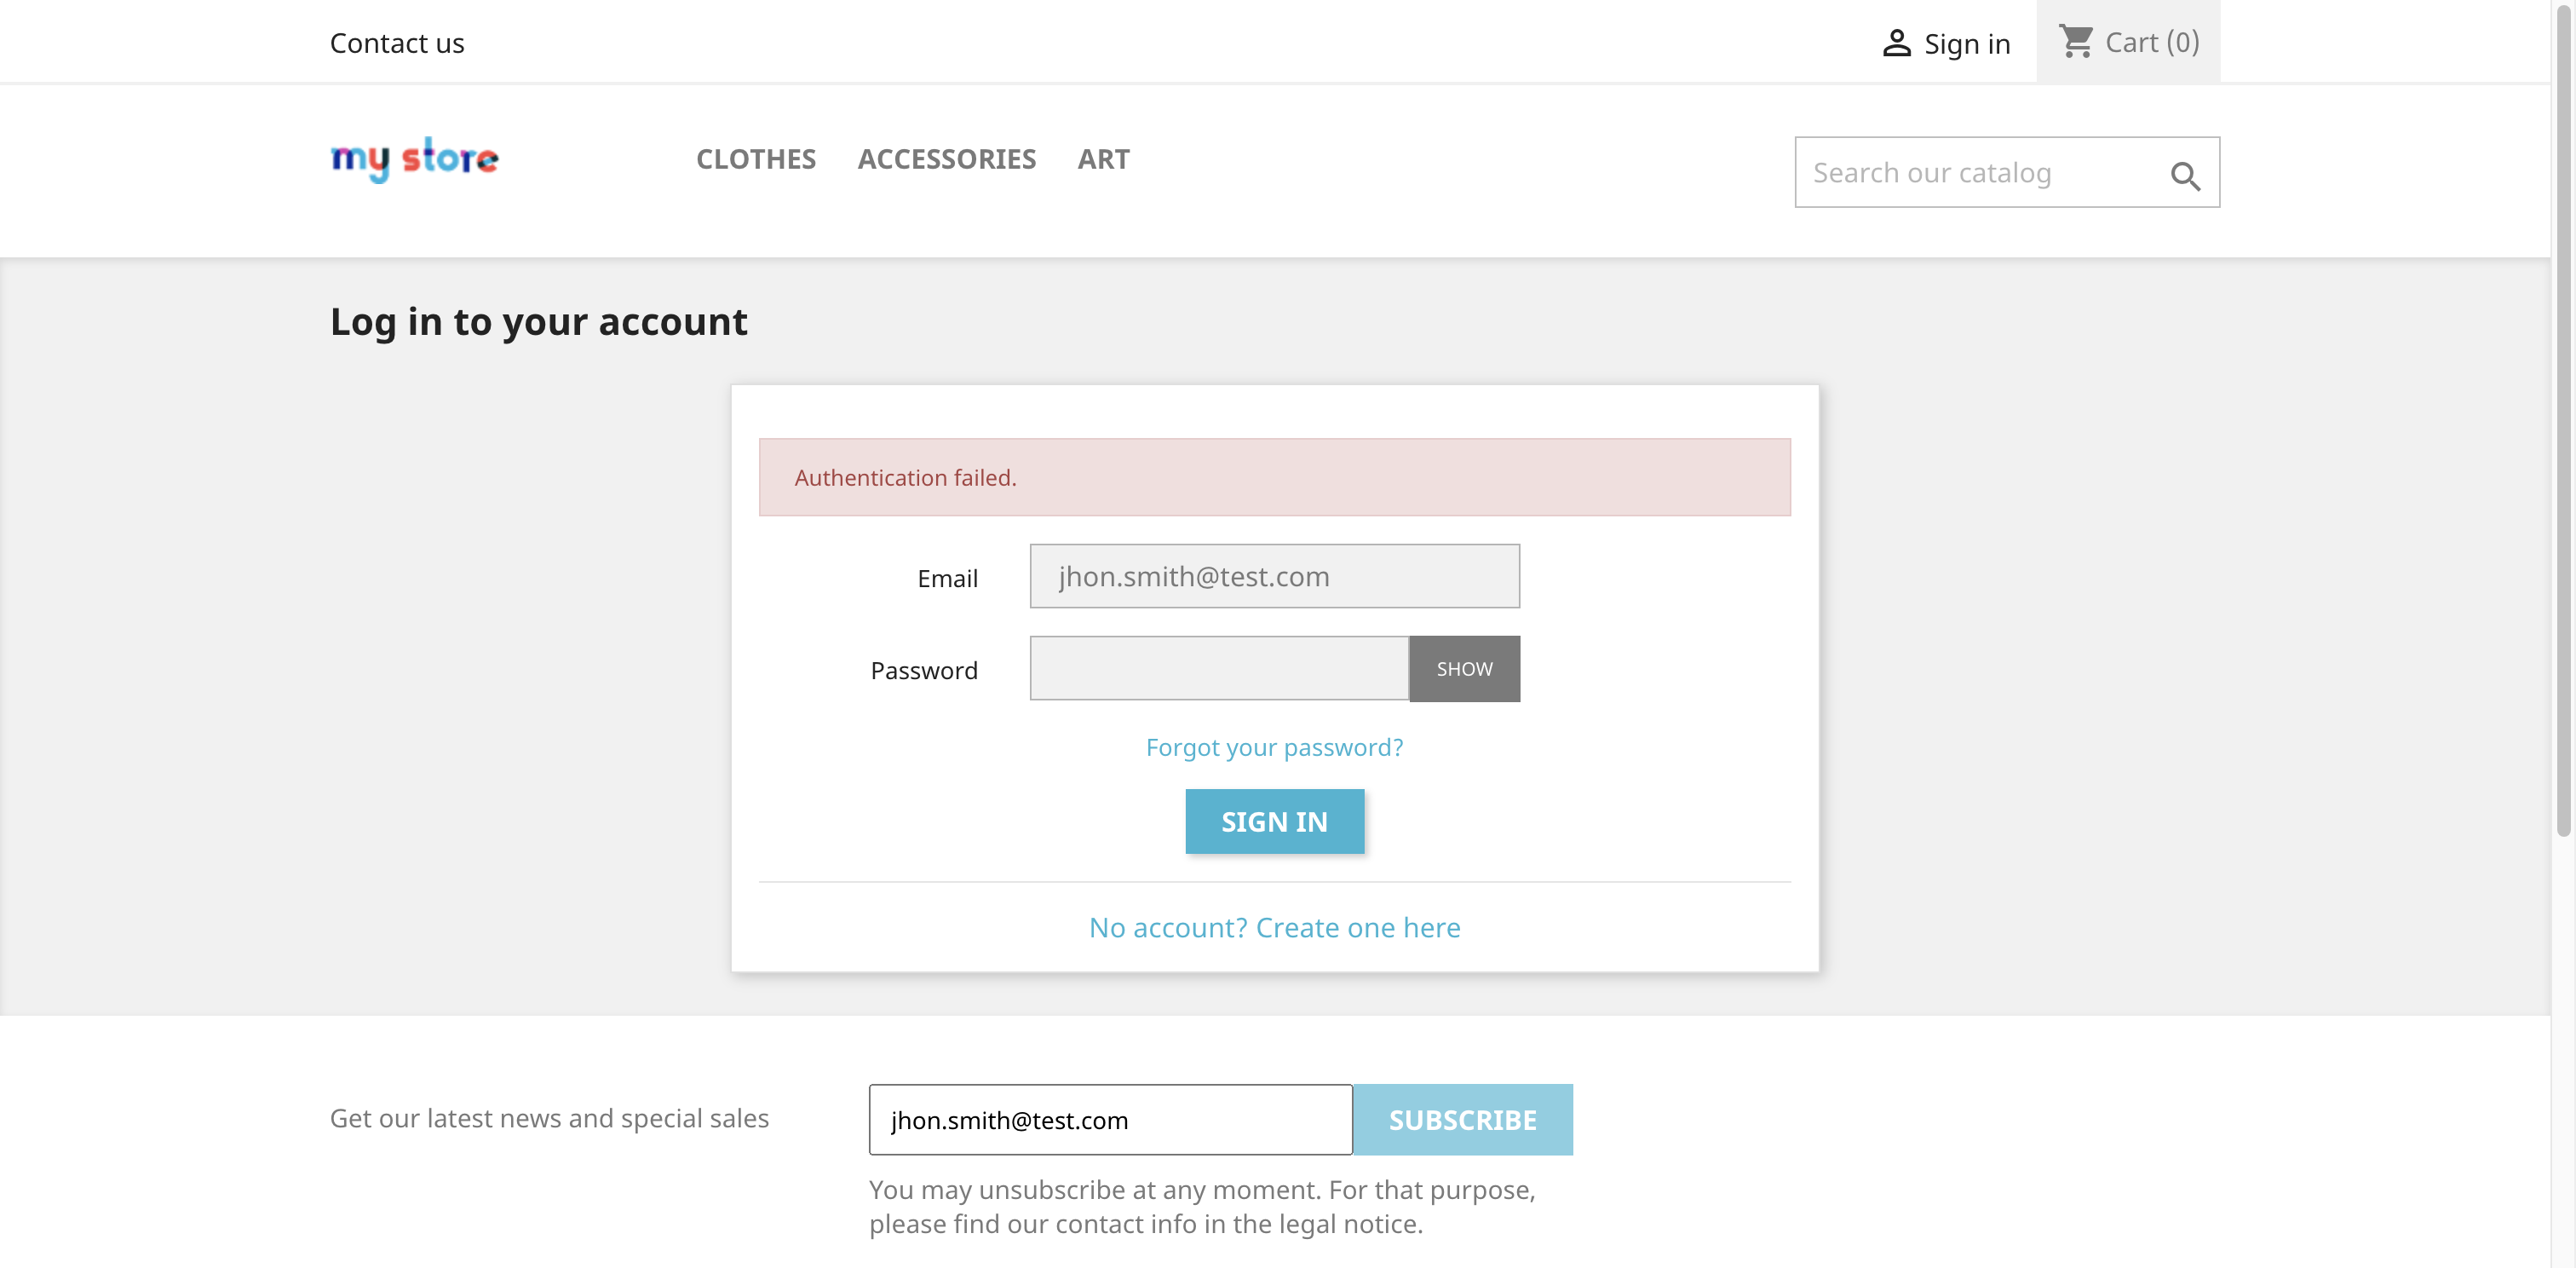 Contact us
Sign in
Cart (0)
my store
CLOTHES
ACCESSORIES
ART
Search our catalog
Log in to your account
Authentication failed.
Email
jhon.smith@test.com
Password
SHOW
Forgot your password?
SIGN IN
No account? Create one here
Get our latest news and special sales
jhon.smith@test.com
SUBSCRIBE
You may unsubscribe at any moment. For that purpose,
please find our contact info in the legal notice.